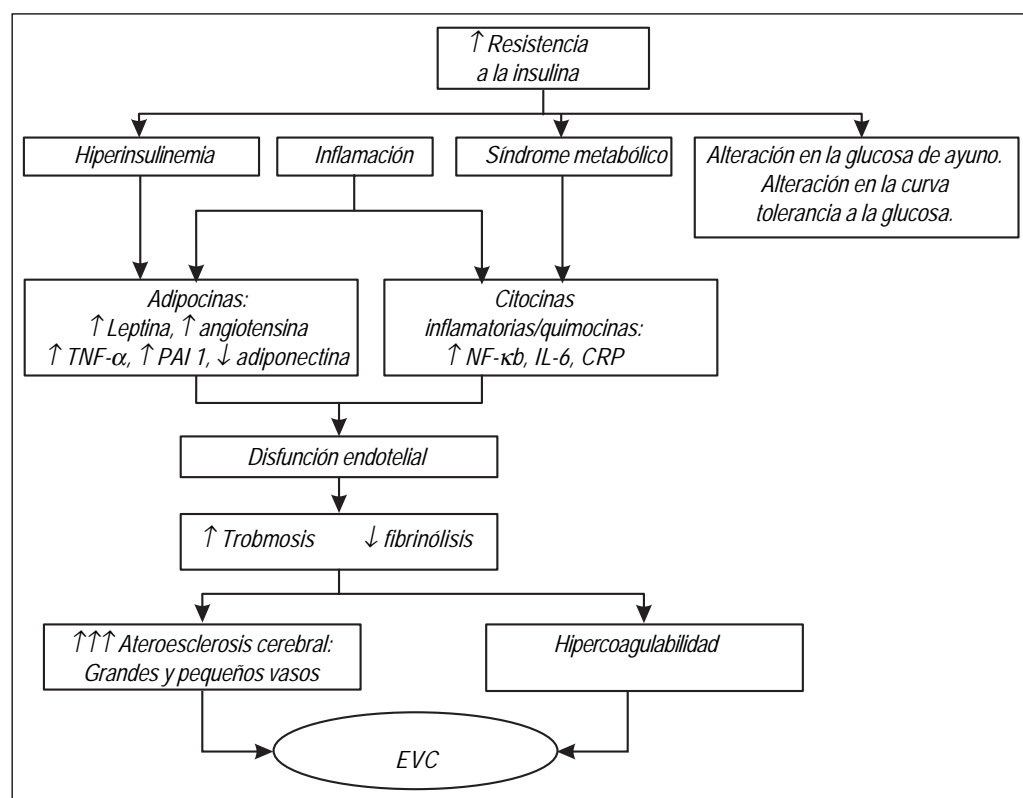 ↑ Resistencia
a la insulina
Hiperinsulinemia
Inflamación
Síndrome metabólico
Alteración en la glucosa de ayuno.
Alteración en la curva
tolerancia a la glucosa.
Adipocinas:
↑ Leptina, ↑ angiotensina
↑ TNF-α, ↑ PAI 1, ↓ adiponectina
Citocinas
inflamatorias/quimocinas:
↑ NF-κb, IL-6, CRP
Disfunción endotelial
↑ Trobmosis ↓ fibrinólisis
↑↑↑ Ateroesclerosis cerebral:
Grandes y pequeños vasos
Hipercoagulabilidad
EVC